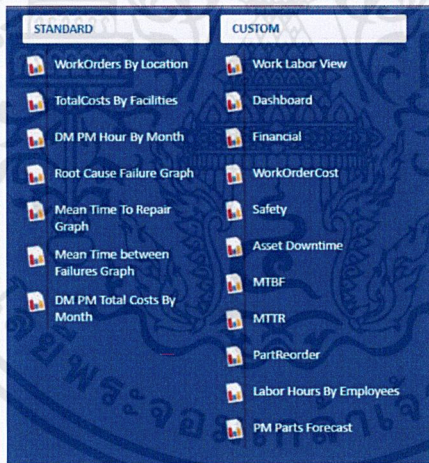 STANDARD
WorkOrders By Location
TotalCosts By Facilities
DM PM Hour By Month
Root Cause Failure Graph
Mean Time To Repair
Graph
Mean Time between
Failures Graph
DM PM Total Costs By
Month
CUSTOM
Work Labor View
Dashboard
Financial
WorkOrderCost
Safety
Asset Downtime
MTBF
MTTR
PartReorder
Labor Hours By Employees
PM Parts Forecast